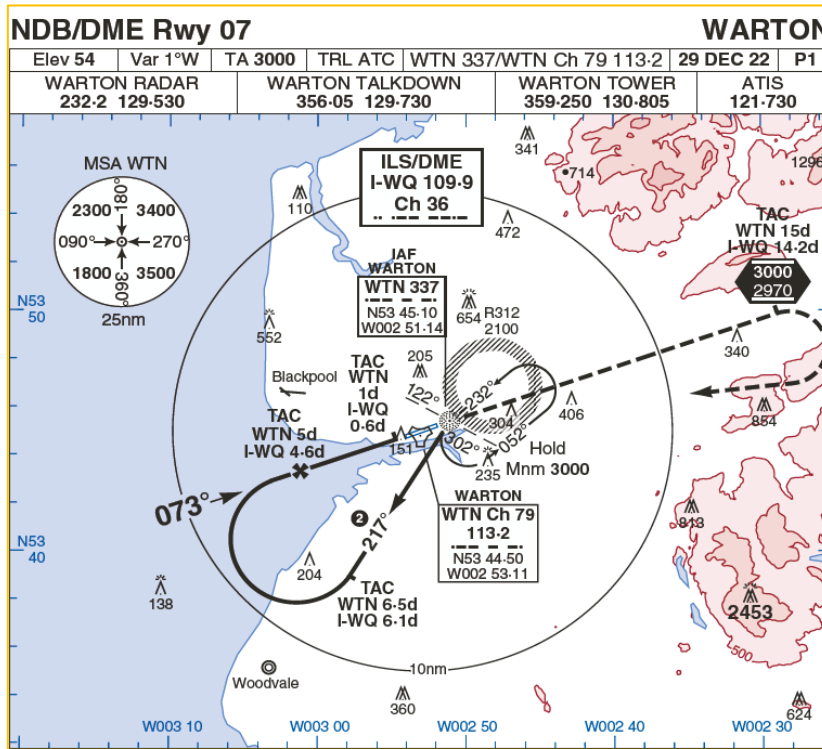 NDB/DME Rwy 07
WARTON
Elev 54
Var 1°W
TA 3000
TRL ATC
WTN 337/WTN Ch 79 113·2
29 DEC 22
P1
WARTON RADAR
232·2 129·530
WARTON TALKDOWN
356·05 129·730
WARTON TOWER
359·250 130·805
ATIS
121·730
MSA WTN
180°
2300
3400
090°
270°
1800
3500
360°
25nm
110
ILS/DME
I-WQ 109·9
Ch 36
341
714
472
TAC
WTN 15d
I-WQ 14·2d
3000
2970
IAF
WARTON
WTN 337
N53 45·10
W002 51·14
N53
50
552
654
R312
2100
340
205
Blackpool
TAC
WTN
1d
I-WQ
0·6d
122°
232°
304
406
854
TAC
WTN 5d
I-WQ 4·6d
151
302°
052°
Hold
Mnm 3000
235
073°
2
217°
WARTON
WTN Ch 79
113·2
N53 44·50
W002 53·11
813
N53
40
138
204
TAC
WTN 6·5d
I-WQ 6·1d
2453
500
10nm
Woodvale
360
624
W003 10
W003 00
W002 50
W002 40
W002 30